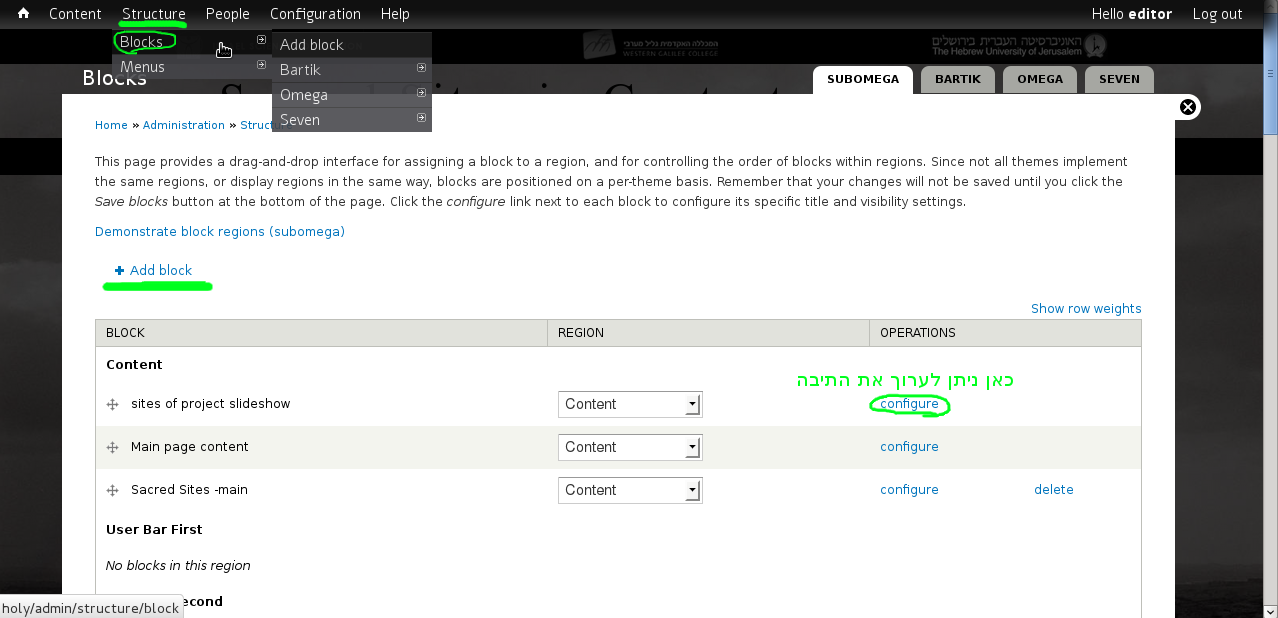 Content Structure People Configuration Help Hello editor Log out
Blocks
Menus
Add block
Bartik
Omega
Seven
המכללה האקדמית גליל מערבי
WESTERN GALILEE COLLEGE
האוניברסיטה העברית בירושלים
The Hebrew University of Jerusalem
Blocks
SUBOMEGA BARTIK OMEGA SEVEN
Home » Administration » Struct
This page provides a drag-and-drop interface for assigning a block to a region, and for controlling the order of blocks within regions. Since not all themes implement
the same regions, or display regions in the same way, blocks are positioned on a per-theme basis. Remember that your changes will not be saved until you click the
Save blocks button at the bottom of the page. Click the configure link next to each block to configure its specific title and visibility settings.
Demonstrate block regions (subomega)
+ Add block
Show row weights
BLOCK REGION OPERATIONS
Content
כאן ניתן לערוך את התיבה
sites of project slideshow Content configure
Main page content Content configure
Sacred Sites -main Content configure delete
User Bar First
No blocks in this region
econd
holy/admin/structure/block